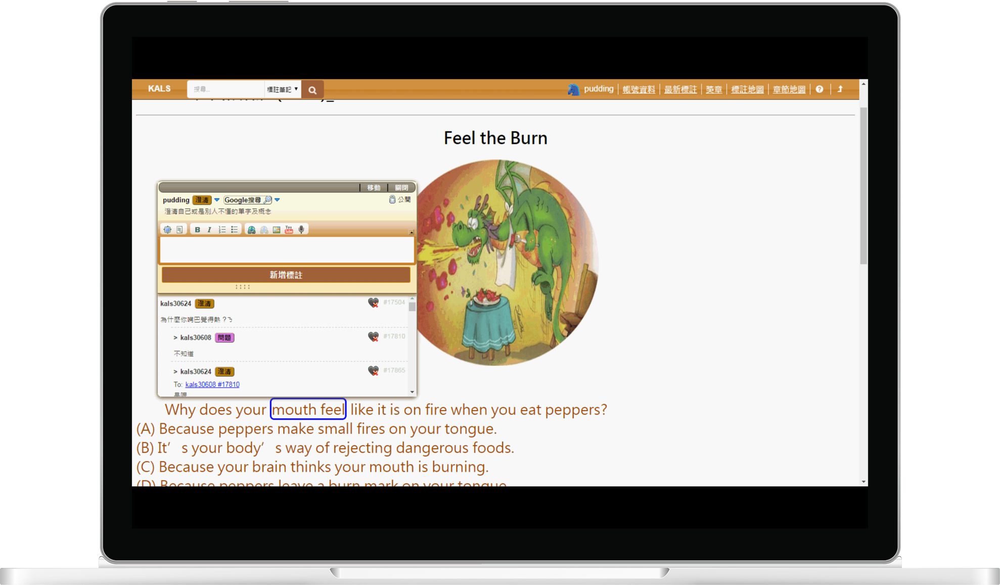 KALS
搜尋...
標註筆記
pudding 帳號資料 最新標註 獎章 標註地圖 章節地圖
Feel the Burn
移動 關閉
pudding 澄清 Google搜尋 公開
澄清自己或是別人不懂的單字及概念
B I You Tube
新增標註
kals30624 澄清 #17504
為什麼你嘴巴覺得熱？ㄋ
> kals30608 問題 #17810
不知道
> kals30624 澄清 #17865
To: kals30608 #17810
是喔
Why does your mouth feel like it is on fire when you eat peppers?
(A) Because peppers make small fires on your tongue.
(B) It’s your body’s way of rejecting dangerous foods.
(C) Because your brain thinks your mouth is burning.
(D) Because peppers leave a burn mark on your tongue